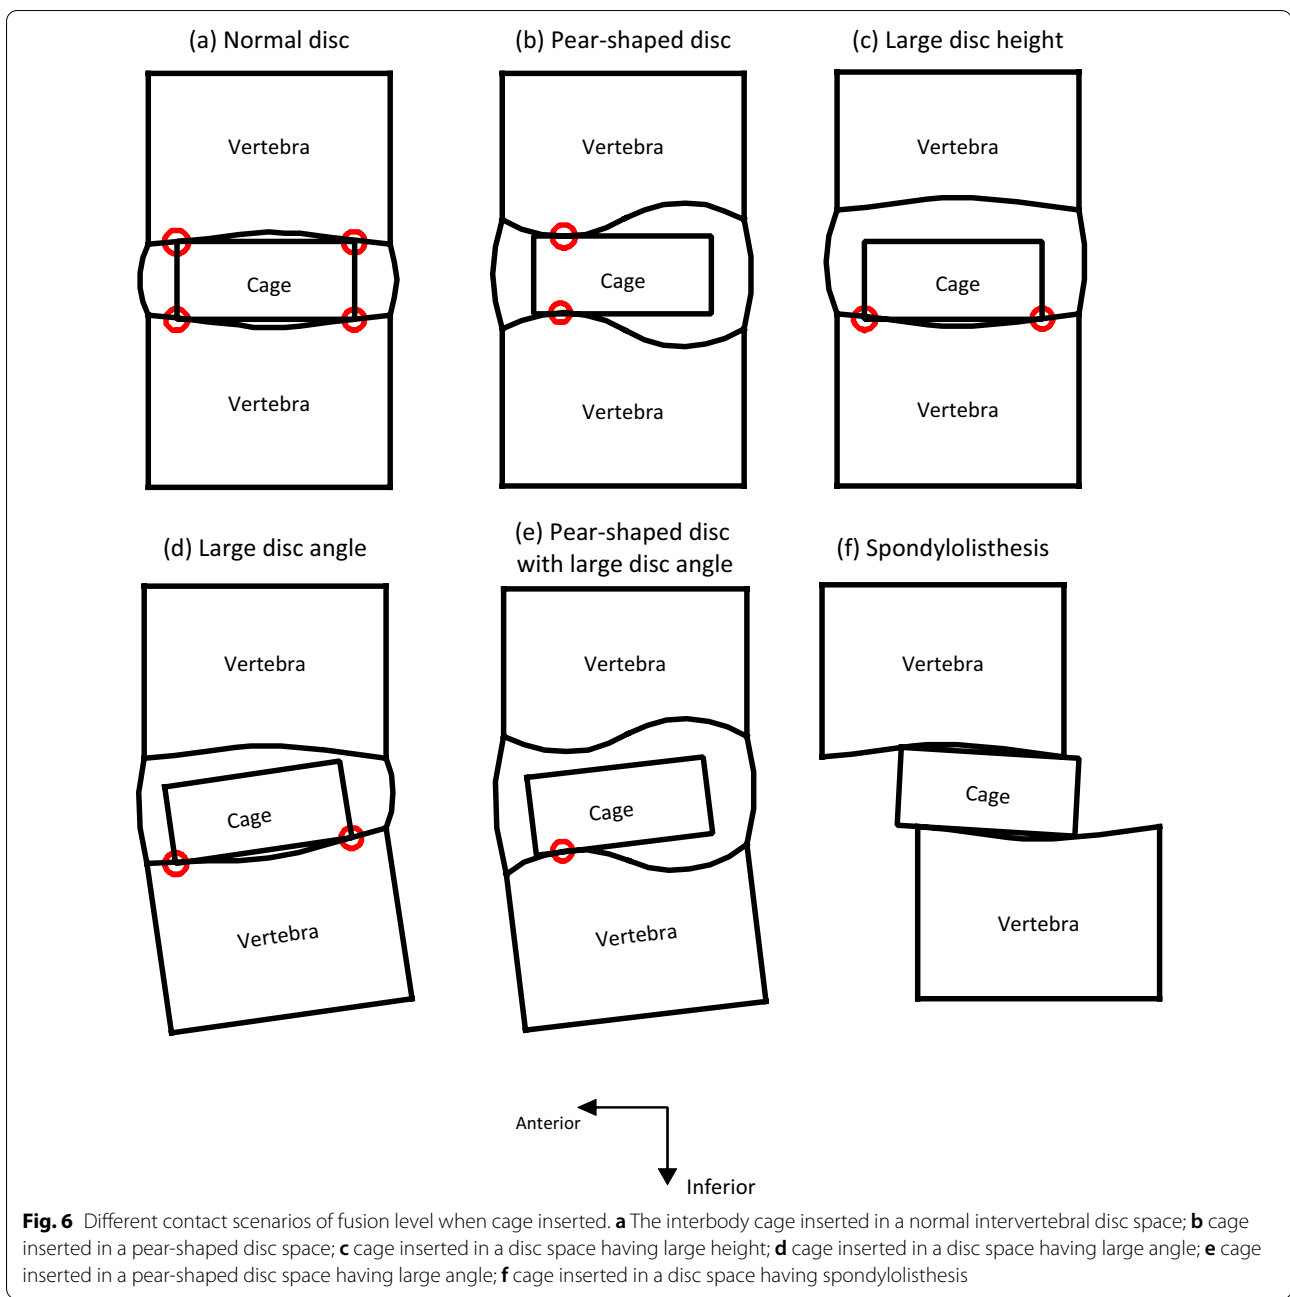 (a) Normal disc
(b) Pear-shaped disc
(c) Large disc height
Vertebra
Vertebra
Vertebra
Cage
Cage
Cage
Vertebra
Vertebra
Vertebra
(d) Large disc angle
(e) Pear-shaped disc
with large disc angle
(f) Spondylolisthesis
Vertebra
Vertebra
Vertebra
Cage
Cage
Cage
Vertebra
Vertebra
Vertebra
Anterior
Inferior
Fig. 6 Different contact scenarios of fusion level when cage inserted. a The interbody cage inserted in a normal intervertebral disc space; b cage
inserted in a pear-shaped disc space; c cage inserted in a disc space having large height; d cage inserted in a disc space having large angle; e cage
inserted in a pear-shaped disc space having large angle; f cage inserted in a disc space having spondylolisthesis